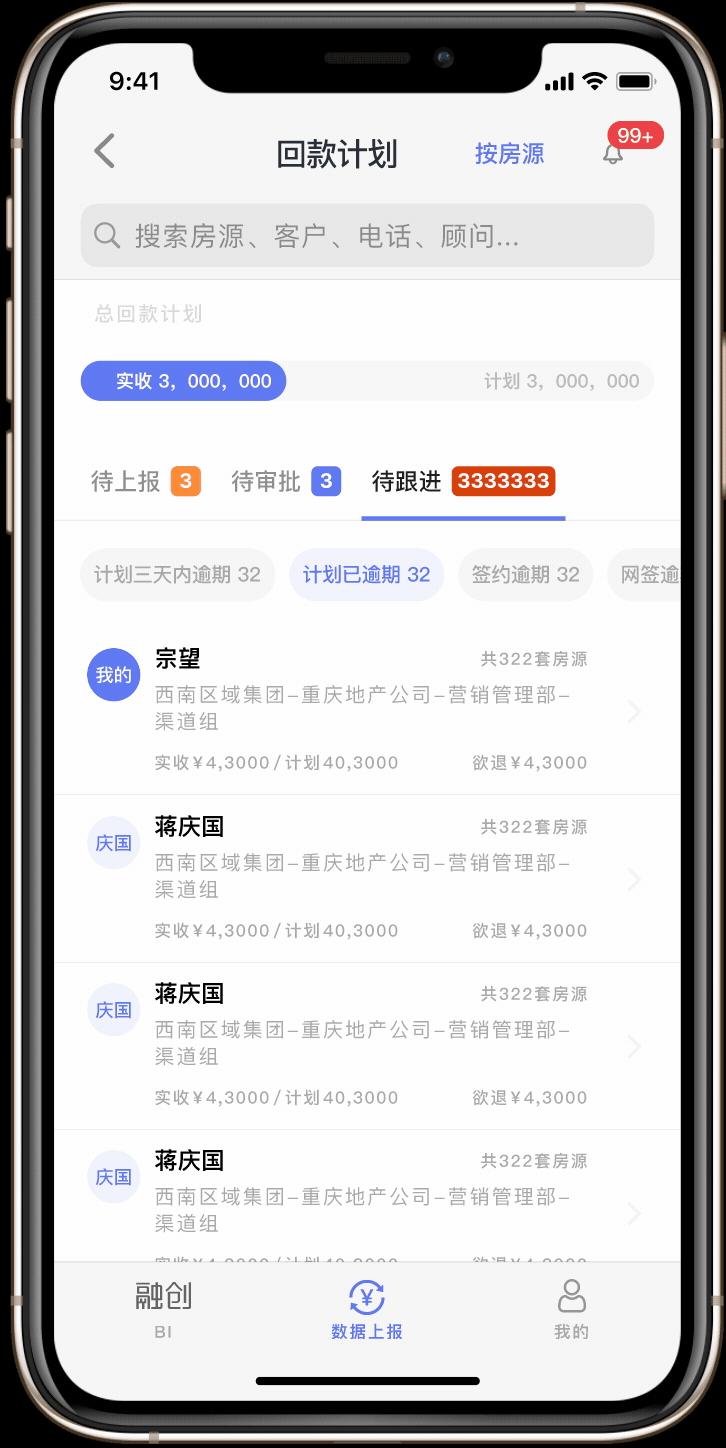 9:41
回款计划 按房源 99+
搜索房源、客户、电话、顾问...
总回款计划
实收 3，000，000 计划 3，000，000
待上报 3 待审批 3 待跟进 3333333
计划三天内逾期 32 计划已逾期 32 签约逾期 32 网签逾
我的 宗望 共322套房源
西南区域集团–重庆地产公司–营销管理部–
渠道组
实收¥4,3000/计划40,3000 欲退¥4,3000
庆国 蒋庆国 共322套房源
西南区域集团–重庆地产公司–营销管理部–
渠道组
实收¥4,3000/计划40,3000 欲退¥4,3000
庆国 蒋庆国 共322套房源
西南区域集团–重庆地产公司–营销管理部–
渠道组
实收¥4,3000/计划40,3000 欲退¥4,3000
庆国 蒋庆国 共322套房源
西南区域集团–重庆地产公司–营销管理部–
渠道组
融创 ¥
BI 数据上报 我的